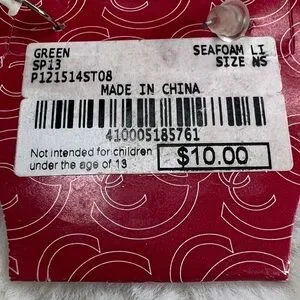 GREEN SEAFOAM LI
SP13 SIZE NS
P121514ST08
MADE IN CHINA
410005185761
Not intended for children
under the age of 13
$10.00